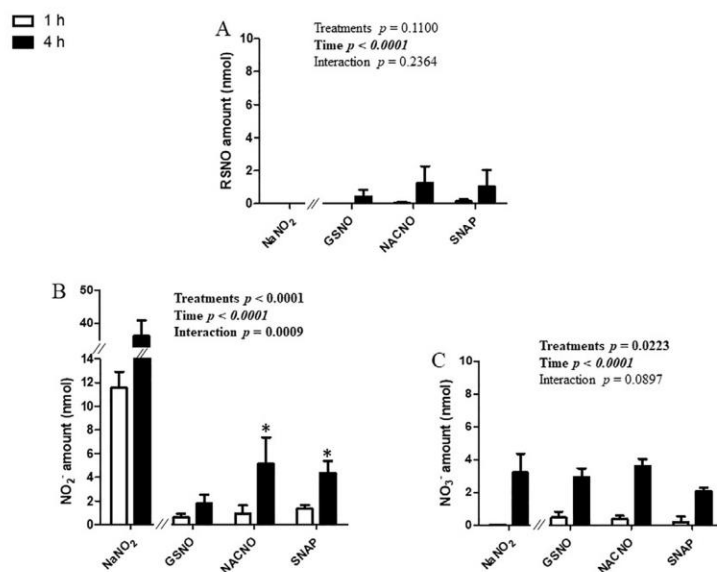 1 h
4 h
A
Treatments p = 0.1100
Time p < 0.0001
Interaction p = 0.2364
RSNO amount (nmol)
10
8
6
4
2
0
NaNO₂
GSNO
NACNO
SNAP
B
Treatments p < 0.0001
Time p < 0.0001
Interaction p = 0.0009
NO₂⁻ amount (nmol)
50
40
14
12
10
8
6
4
2
0
*
*
NaNO₂
GSNO
NACNO
SNAP
C
Treatments p = 0.0223
Time p < 0.0001
Interaction p = 0.0897
NO₃⁻ amount (nmol)
10
8
6
4
2
0
NaNO₂
GSNO
NACNO
SNAP